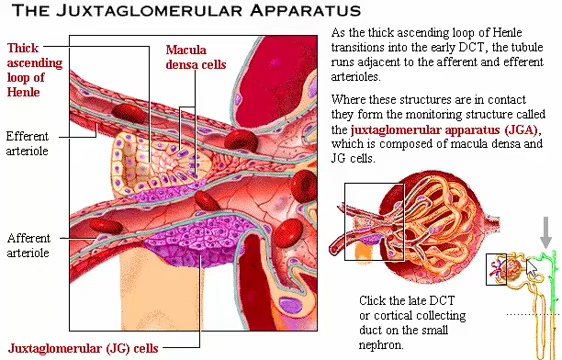 THE JUXTAGLOMERULAR APPARATUS
Thick
ascending
loop of
Henle
Macula
densa cells
Efferent
arteriole
Afferent
arteriole
Juxtaglomerular (JG) cells
As the thick ascending loop of Henle
transitions into the early DCT, the tubule
runs adjacent to the afferent and efferent
arterioles.
Where these structures are in contact
they form the monitoring structure called
the juxtaglomerular apparatus (JGA),
which is composed of macula densa and
JG cells.
Click the late DCT
or cortical collecting
duct on the small
nephron.